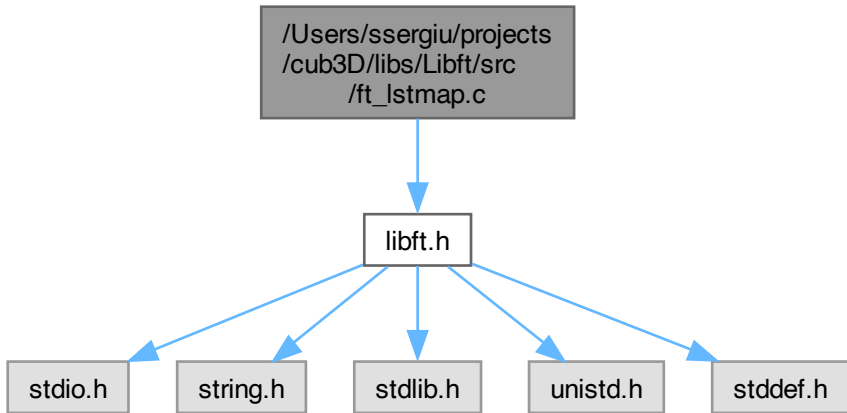 /Users/ssergiu/projects
/cub3D/libs/Libft/src
/ft_lstmap.c
libft.h
stdio.h
string.h
stdlib.h
unistd.h
stddef.h